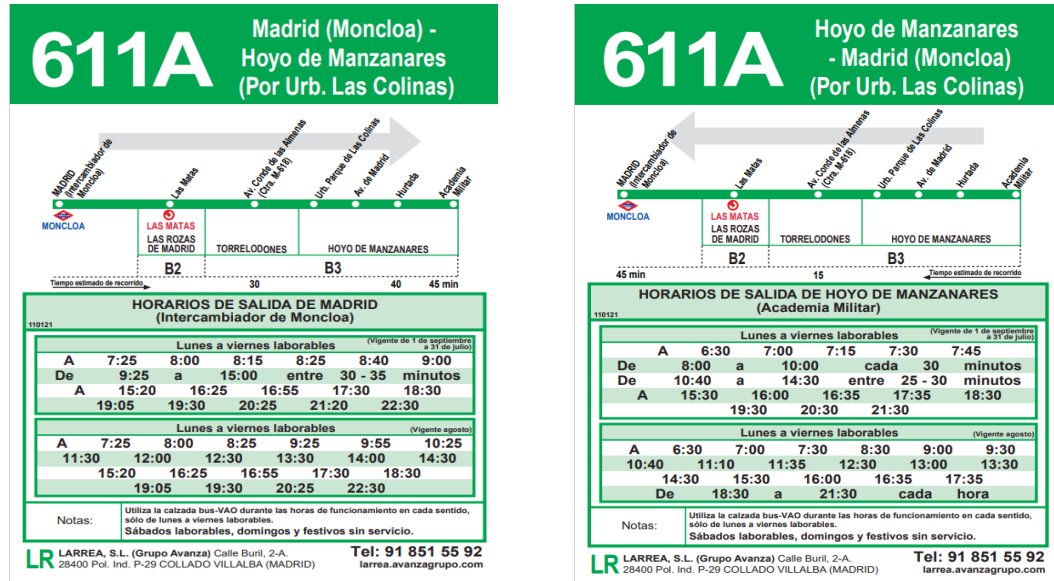 611A
Madrid (Moncloa) -
Hoyo de Manzanares
(Por Urb. Las Colinas)
MADRID
(Intercambiador de
Moncloa)
Las Matas
Av. Conde de las Almenas
(Ctra. M-618)
Urb. Parque de Las Colinas
Av. de Madrid
Hurtada
Academia
Militar
MONCLOA
LAS MATAS
LAS ROZAS
DE MADRID
TORRELODONES
HOYO DE MANZANARES
B2
B3
Tiempo estimado de recorrido
30
40
45 min
HORARIOS DE SALIDA DE MADRID
(Intercambiador de Moncloa)
110121
Lunes a viernes laborables
(Vigente de 1 de septiembre
a 31 de julio)
A 7:25 8:00 8:15 8:25 8:40 9:00
De 9:25 a 15:00 entre 30 - 35 minutos
A 15:20 16:25 16:55 17:30 18:30
19:05 19:30 20:25 21:20 22:30
Lunes a viernes laborables
(Vigente agosto)
A 7:25 8:00 8:25 9:25 9:55 10:25
11:30 12:00 12:30 13:30 14:00 14:30
15:20 16:25 16:55 17:30 18:30
19:05 19:30 20:25 22:30
Notas:
Utiliza la calzada bus-VAO durante las horas de funcionamiento en cada sentido,
sólo de lunes a viernes laborables.
Sábados laborables, domingos y festivos sin servicio.
LR
LARREA, S.L. (Grupo Avanza) Calle Buril, 2-A.
28400 Pol. Ind. P-29 COLLADO VILLALBA (MADRID)
Tel: 91 851 55 92
larrea.avanzagrupo.com
611A
Hoyo de Manzanares
- Madrid (Moncloa)
(Por Urb. Las Colinas)
MADRID
(Intercambiador de
Moncloa)
Las Matas
Av. Conde de las Almenas
(Ctra. M-618)
Urb. Parque de Las Colinas
Av. de Madrid
Hurtada
Academia
Militar
MONCLOA
LAS MATAS
LAS ROZAS
DE MADRID
TORRELODONES
HOYO DE MANZANARES
B2
B3
45 min
15
Tiempo estimado de recorrido
HORARIOS DE SALIDA DE HOYO DE MANZANARES
(Academia Militar)
110121
Lunes a viernes laborables
(Vigente de 1 de septiembre
a 31 de julio)
A 6:30 7:00 7:15 7:30 7:45
De 8:00 a 10:00 cada 30 minutos
De 10:40 a 14:30 entre 25 - 30 minutos
A 15:30 16:00 16:35 17:35 18:30
19:30 20:30 21:30
Lunes a viernes laborables
(Vigente agosto)
A 6:30 7:00 7:30 8:30 9:00 9:30
10:40 11:10 11:35 12:30 13:00 13:30
14:30 15:30 16:00 16:35 17:35
De 18:30 a 21:30 cada hora
Notas:
Utiliza la calzada bus-VAO durante las horas de funcionamiento en cada sentido,
sólo de lunes a viernes laborables.
Sábados laborables, domingos y festivos sin servicio.
LR
LARREA, S.L. (Grupo Avanza) Calle Buril, 2-A.
28400 Pol. Ind. P-29 COLLADO VILLALBA (MADRID)
Tel: 91 851 55 92
larrea.avanzagrupo.com